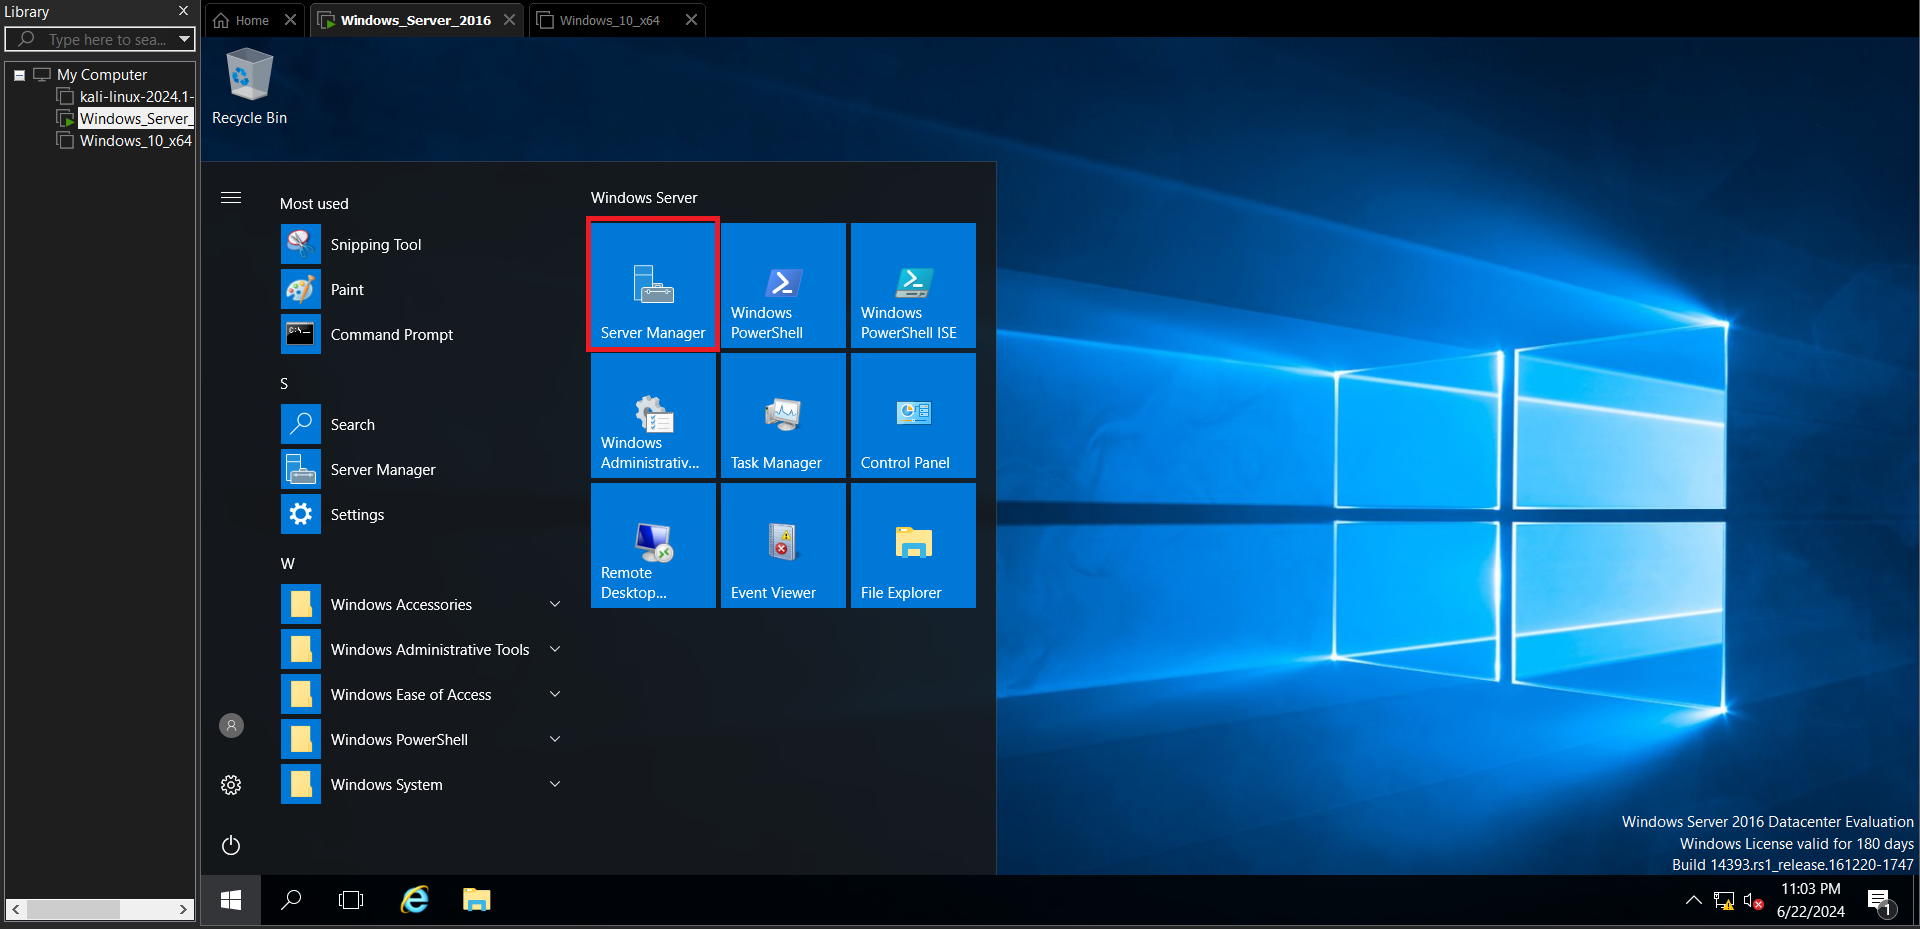 Library
Home
Windows_Server_2016
Windows_10_x64
Type here to sea...
My Computer
kali-linux-2024.1-
Windows_Server_
Windows_10_x64
Recycle Bin
Most used
Snipping Tool
Paint
Command Prompt
S
Search
Server Manager
Settings
W
Windows Accessories
Windows Administrative Tools
Windows Ease of Access
Windows PowerShell
Windows System
Windows Server
Server Manager
Windows
PowerShell
Windows
PowerShell ISE
Windows
Administrativ...
Task Manager
Control Panel
Remote
Desktop...
Event Viewer
File Explorer
Windows Server 2016 Datacenter Evaluation
Windows License valid for 180 days
Build 14393.rs1_release.161220-1747
11:03 PM
6/22/2024
1